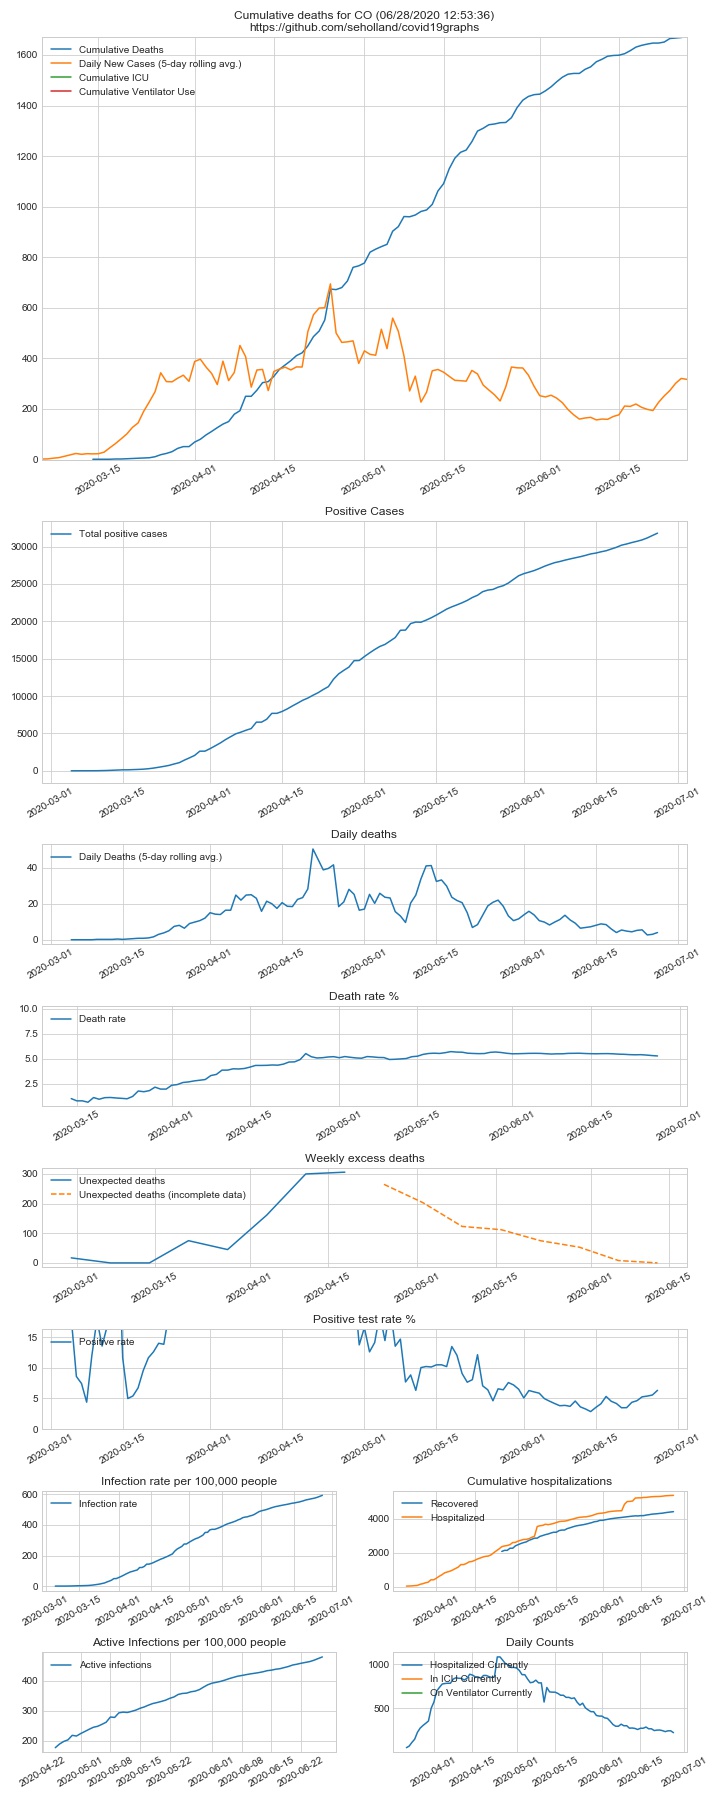 Cumulative deaths for CO (06/28/2020 12:53:36)
https://github.com/seholland/covid19graphs
Cumulative Deaths
Daily New Cases (5-day rolling avg.)
Cumulative ICU
Cumulative Ventilator Use
1600
1400
1200
1000
800
600
400
200
0
2020-03-15 2020-04-01 2020-04-15 2020-05-01 2020-05-15 2020-06-01 2020-06-15
Positive Cases
Total positive cases
30000
25000
20000
15000
10000
5000
0
2020-03-01 2020-03-15 2020-04-01 2020-04-15 2020-05-01 2020-05-15 2020-06-01 2020-06-15 2020-07-01
Daily deaths
Daily Deaths (5-day rolling avg.)
40
20
0
2020-03-01 2020-03-15 2020-04-01 2020-04-15 2020-05-01 2020-05-15 2020-06-01 2020-06-15 2020-07-01
Death rate %
Death rate
10.0
7.5
5.0
2.5
2020-03-15 2020-04-01 2020-04-15 2020-05-01 2020-05-15 2020-06-01 2020-06-15 2020-07-01
Weekly excess deaths
Unexpected deaths
Unexpected deaths (incomplete data)
300
200
100
0
2020-03-01 2020-03-15 2020-04-01 2020-04-15 2020-05-01 2020-05-15 2020-06-01 2020-06-15
Positive test rate %
Positive rate
15
10
5
0
2020-03-01 2020-03-15 2020-04-01 2020-04-15 2020-05-01 2020-05-15 2020-06-01 2020-06-15 2020-07-01
Infection rate per 100,000 people
Infection rate
600
400
200
0
2020-03-01 2020-03-15 2020-04-01 2020-04-15 2020-05-01 2020-05-15 2020-06-01 2020-06-15 2020-07-01
Cumulative hospitalizations
Recovered
Hospitalized
4000
2000
0
2020-04-01 2020-04-15 2020-05-01 2020-05-15 2020-06-01 2020-06-15 2020-07-01
Active Infections per 100,000 people
Active infections
400
300
200
2020-04-22 2020-05-01 2020-05-08 2020-05-15 2020-05-22 2020-06-01 2020-06-08 2020-06-15 2020-06-22
Daily Counts
Hospitalized Currently
In ICU Currently
On Ventilator Currently
1000
500
2020-04-01 2020-04-15 2020-05-01 2020-05-15 2020-06-01 2020-06-15 2020-07-01